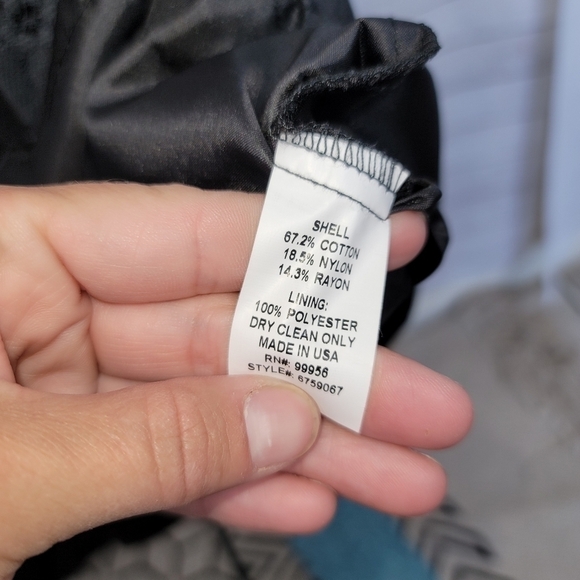 SHELL
67.2% COTTON
18.5% NYLON
14.3% RAYON
LINING:
100% POLYESTER
DRY CLEAN ONLY
MADE IN USA
RN#: 99956
STYLE#: 6759067